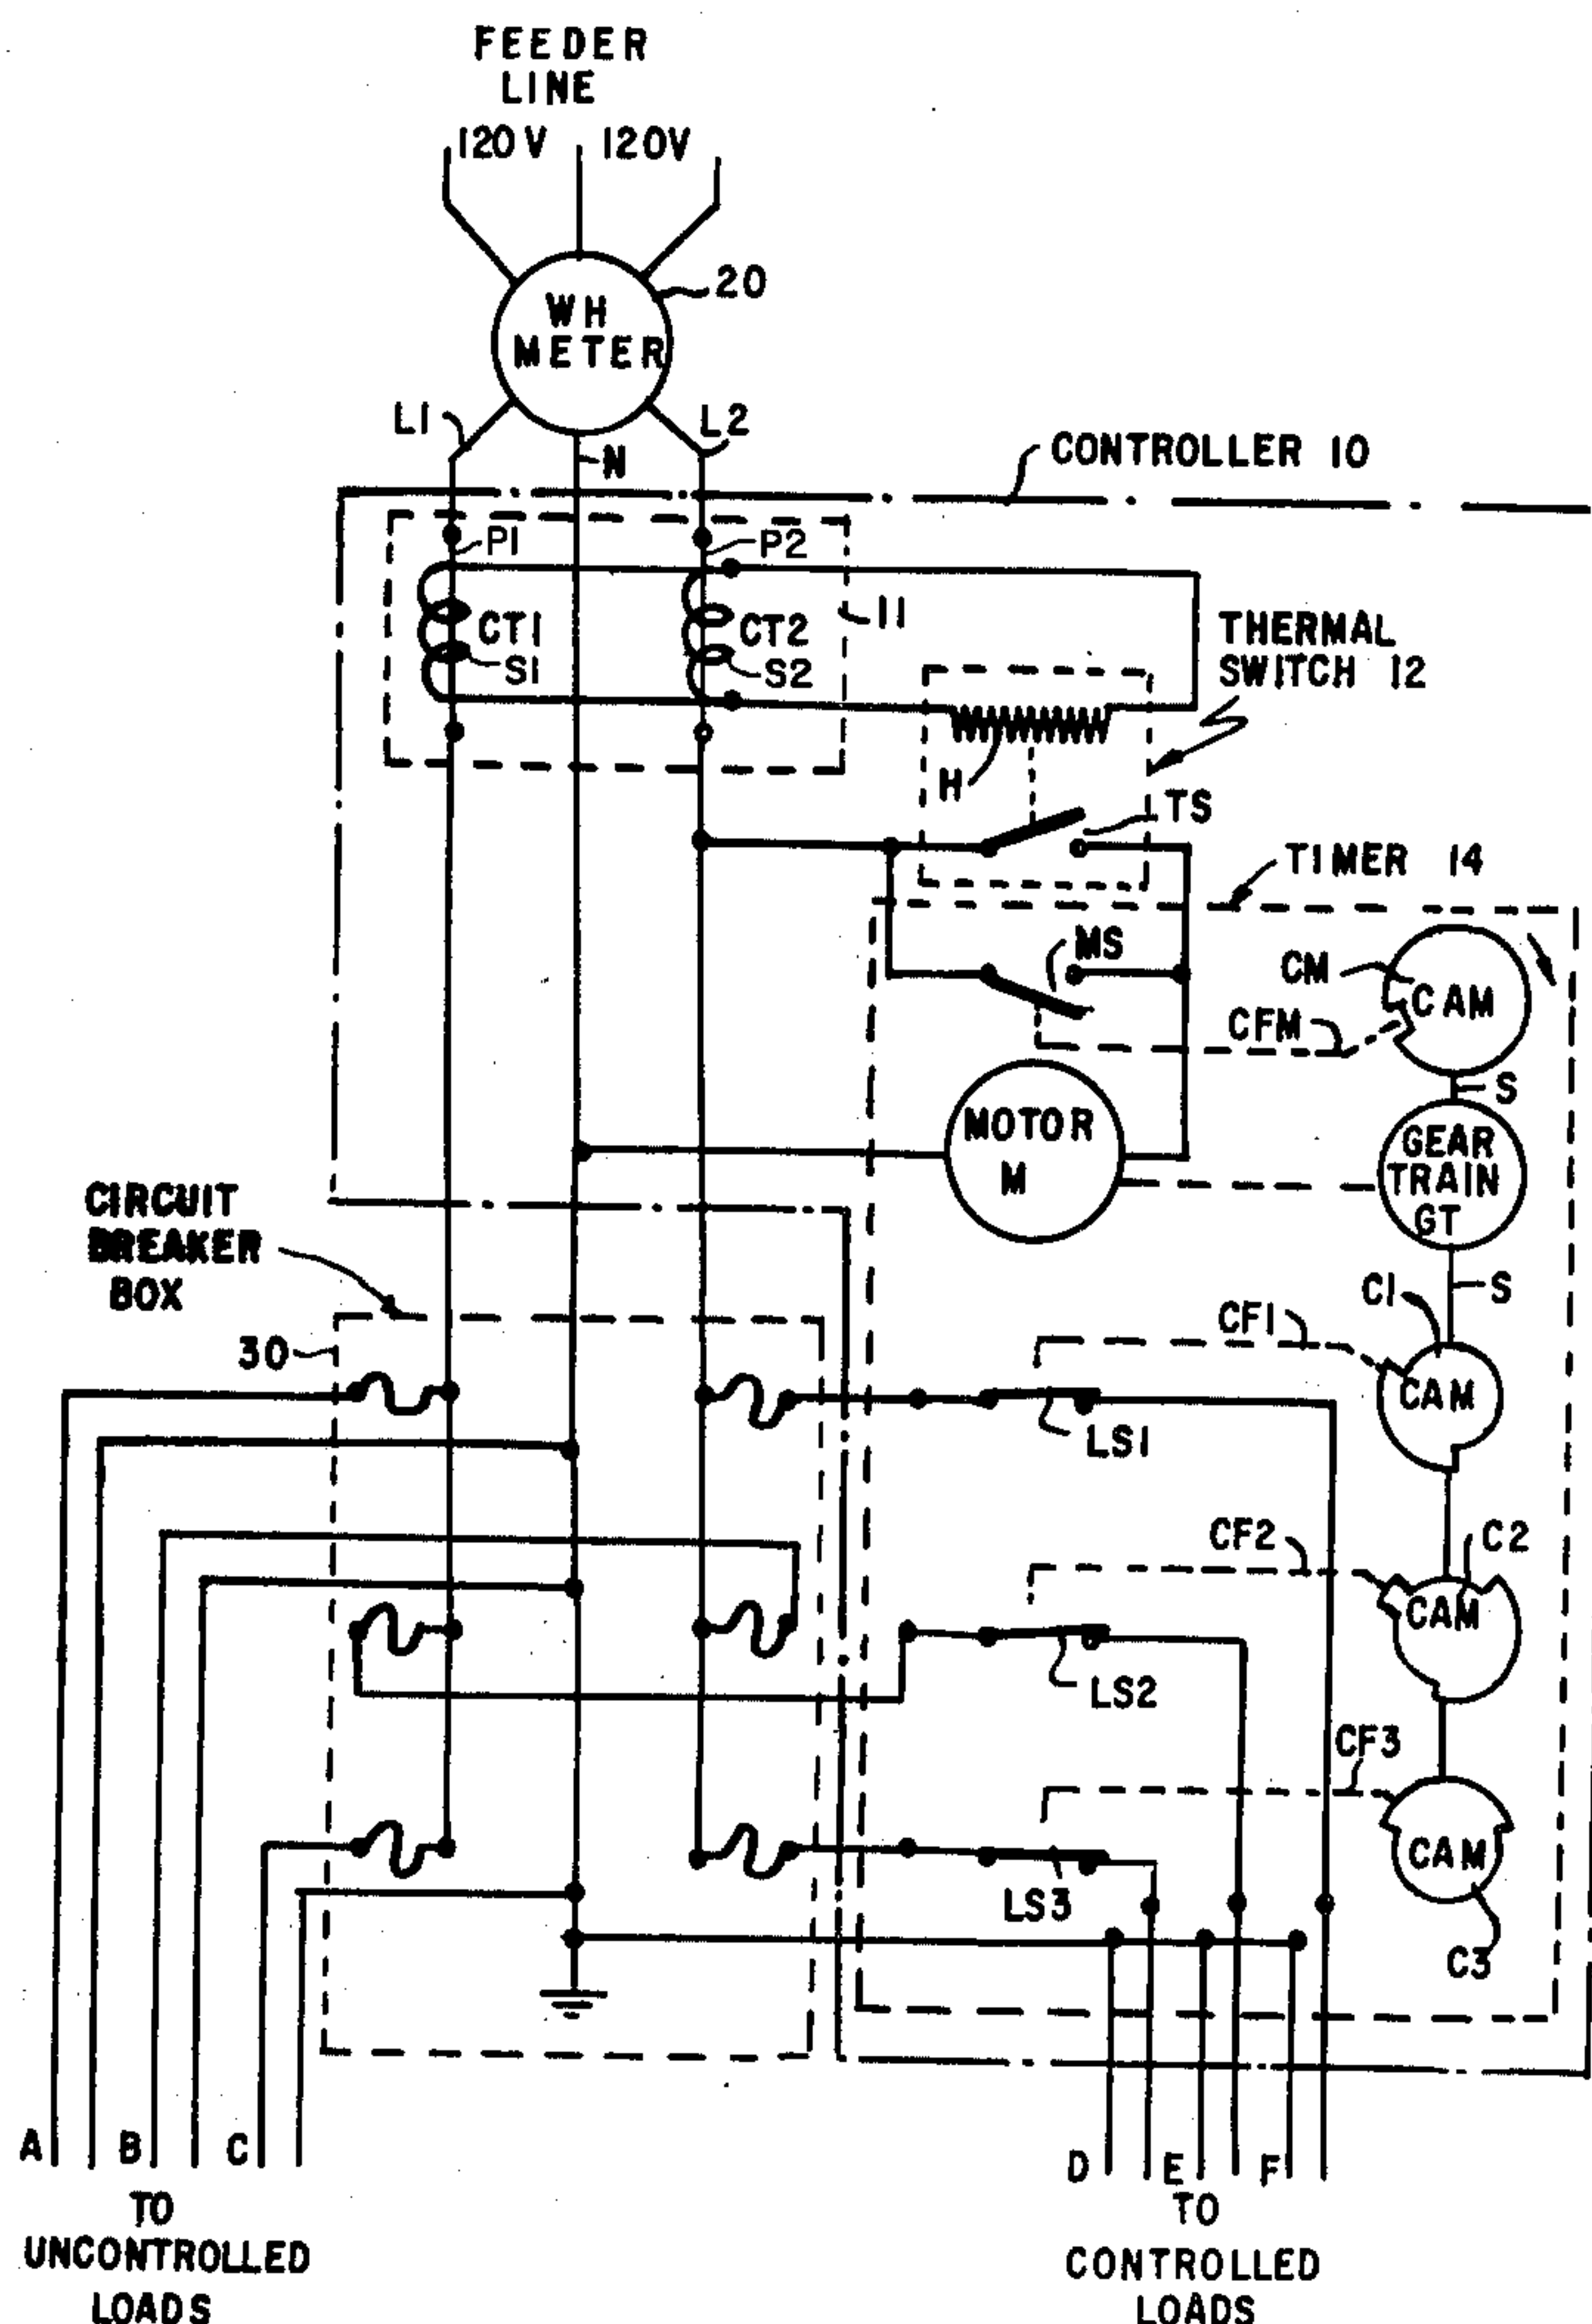 FEEDER
LINE
120V 120V
WH
METER
20
L1
N
L2
CONTROLLER 10
P1
P2
11
CT1
S1
CT2
S2
THERMAL
SWITCH 12
H
TS
TIMER 14
MS
CM
CAM
CFM
S
MOTOR
M
GEAR
TRAIN
GT
CIRCUIT
BREAKER
BOX
30
C1
S
CF1
CAM
LS1
CF2
C2
CAM
LS2
CF3
CAM
LS3
C3
A B C
D E F
TO
UNCONTROLLED
LOADS
TO
CONTROLLED
LOADS